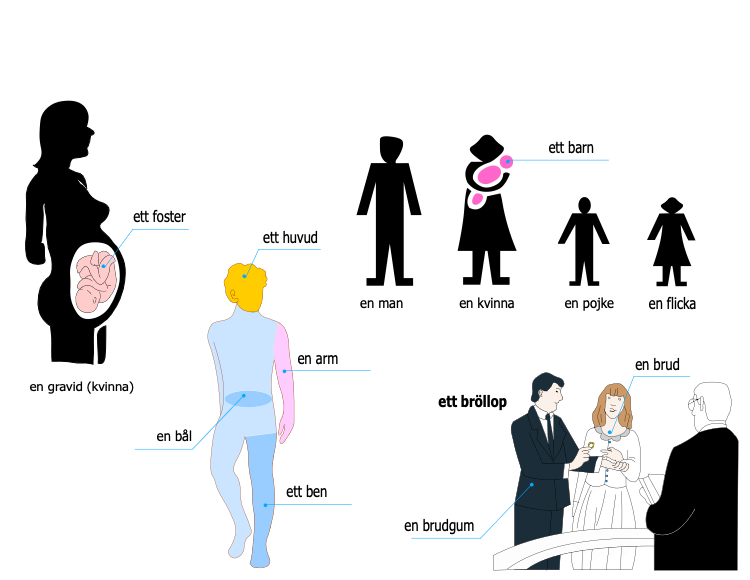 ett barn
ett foster
ett huvud
en man
en kvinna
en pojke
en flicka
en arm
en brud
en gravid (kvinna)
ett bröllop
en bål
ett ben
en brudgum